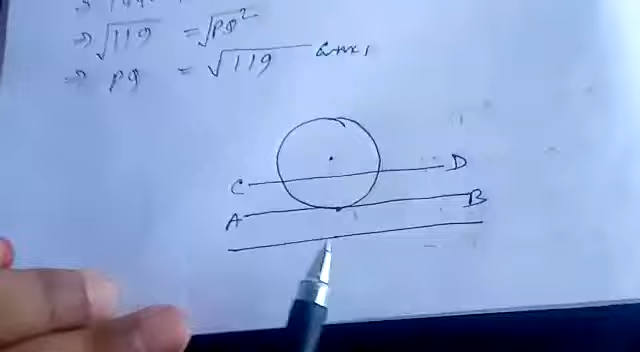 ⇒ √119 = √PQ²
⇒ PQ = √119
C D
A B